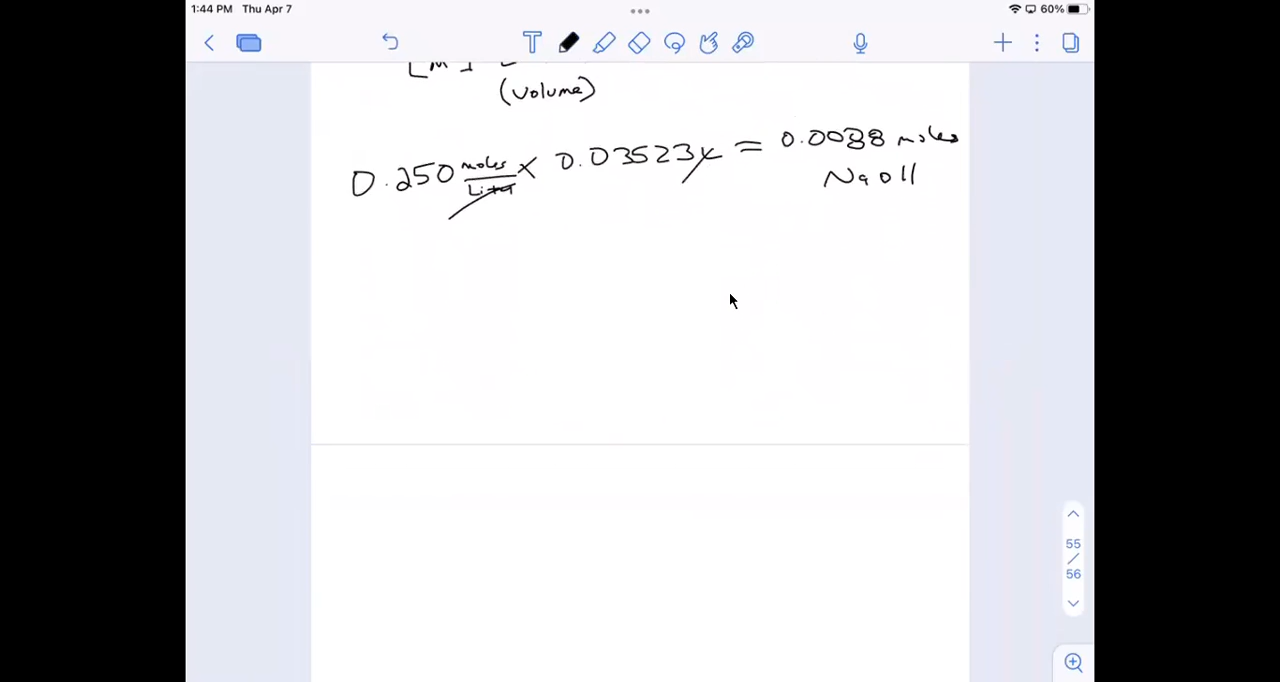 1:44 PM Thu Apr 7
60%
(Volume)
0.250 moles/Liter × 0.03523 L = 0.0088 moles
NaOH
55
/
56